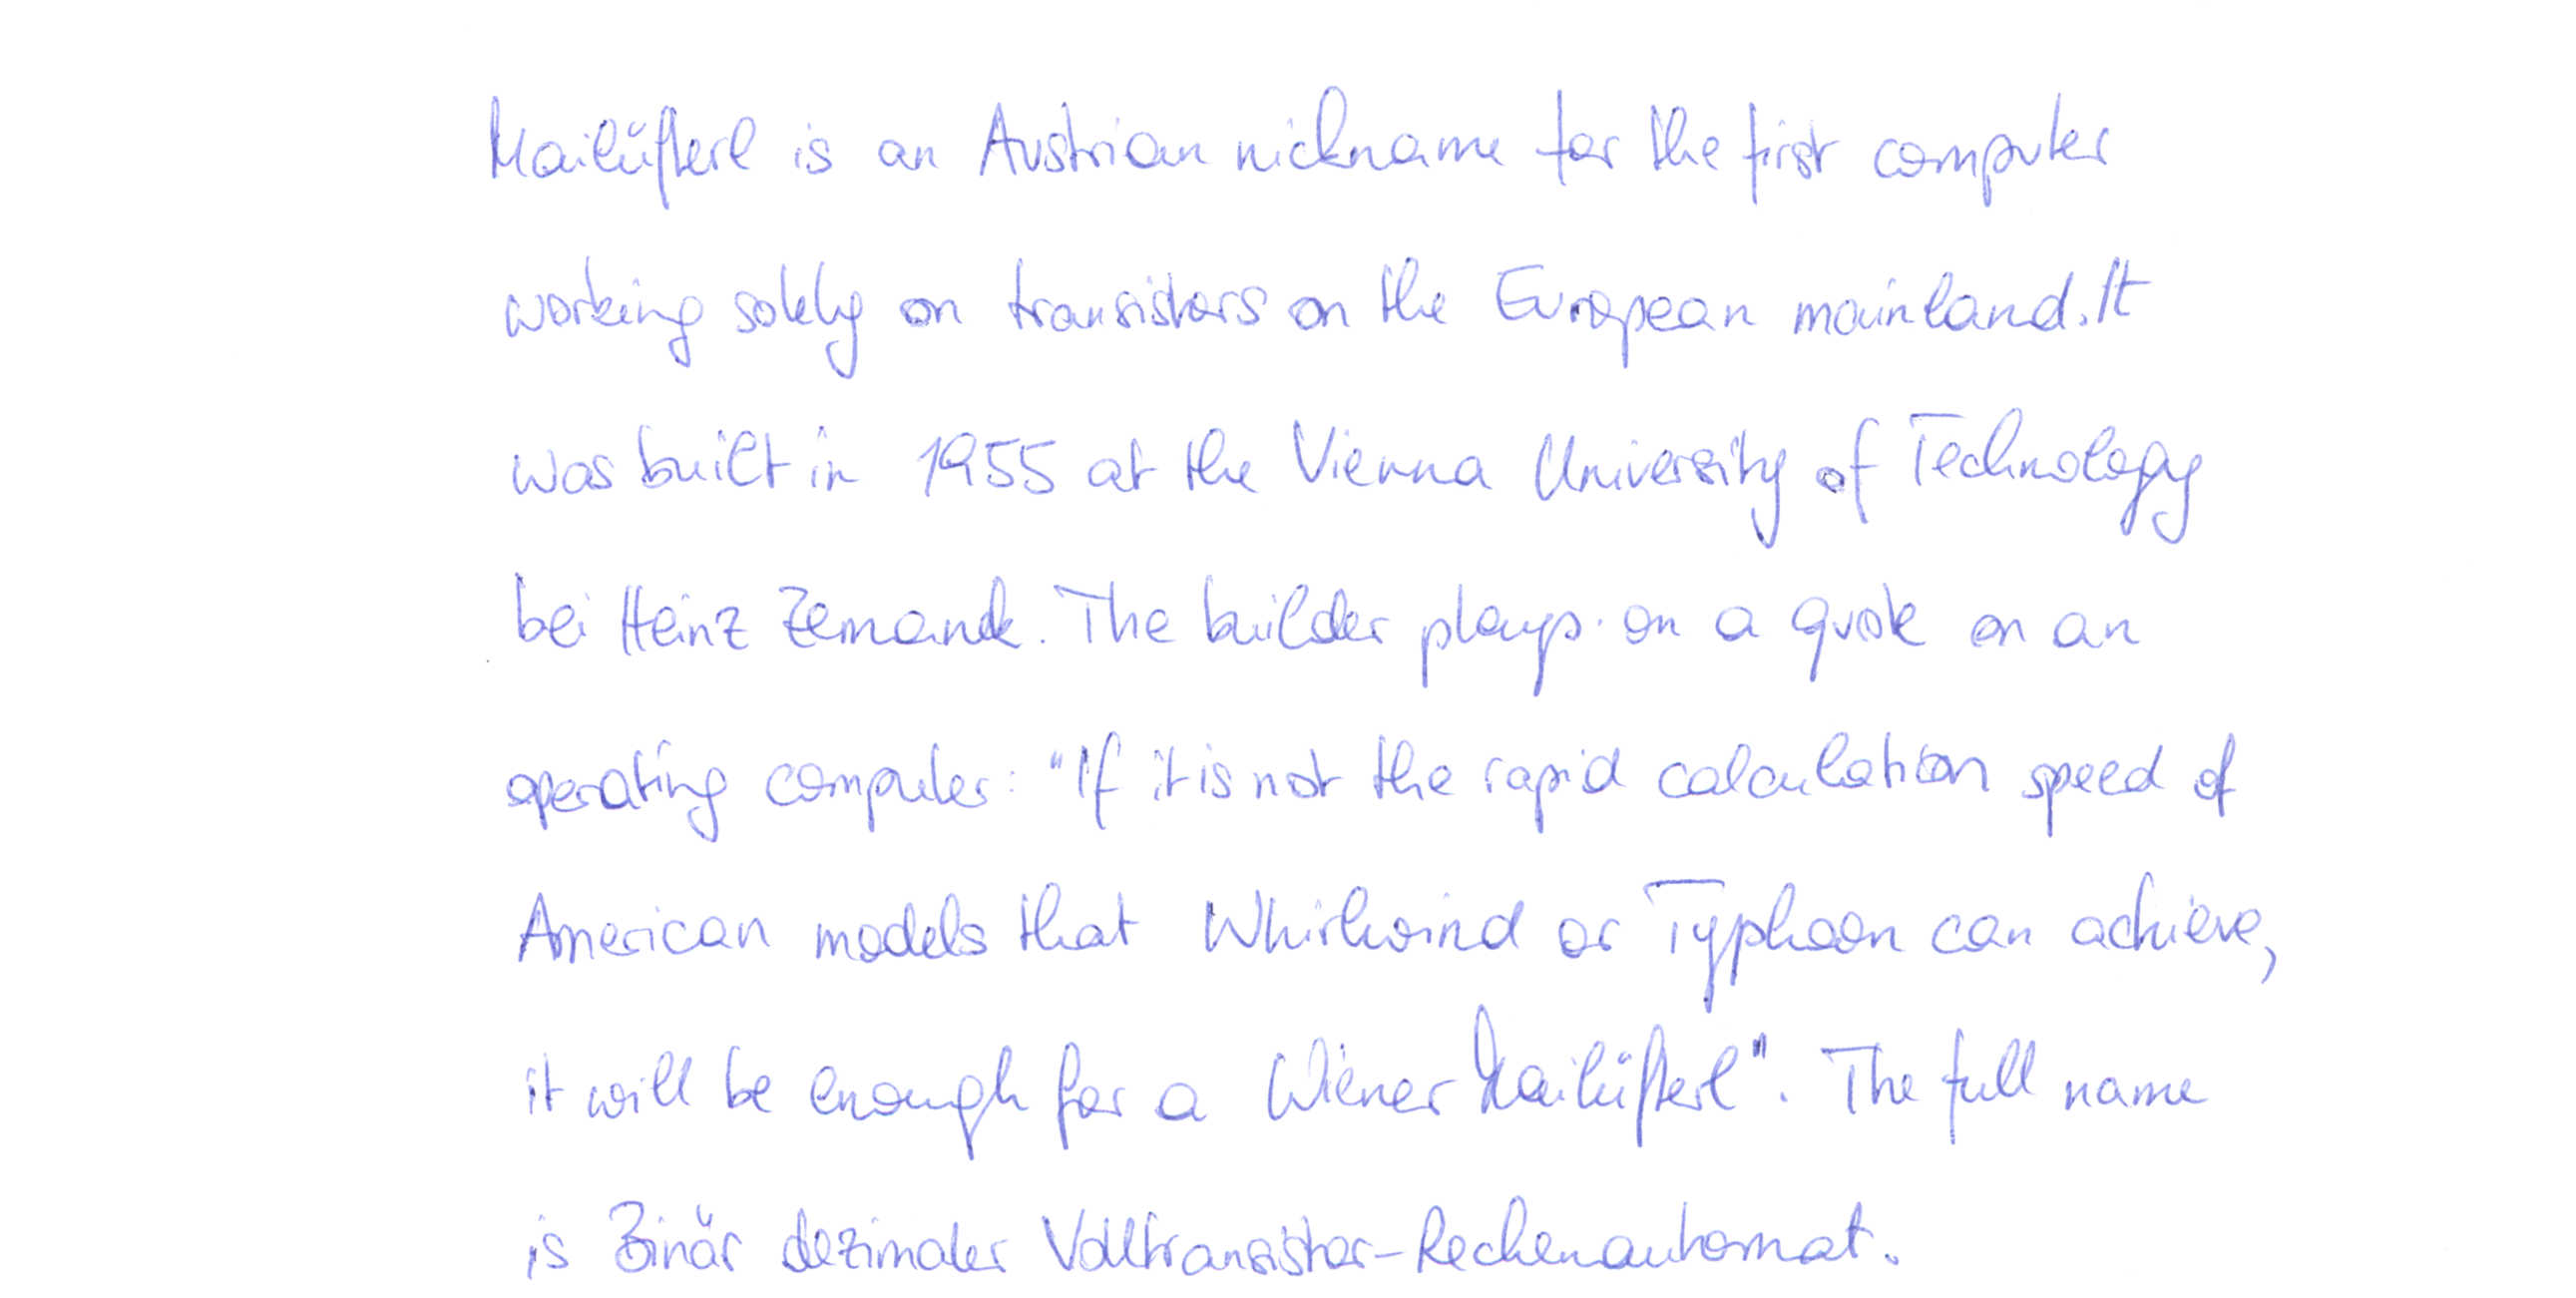 Mailüfterl is an Austrian nickname for the first computer
working solely on transistors on the European mainland. It
was built in 1955 at the Vienna University of Technology
bei Heinz Zemanek. The builder plays on a quote on an
operating computer: "If it is not the rapid calculation speed of
American models that Whirlwind or Typhoon can achieve,
it will be enough for a Wiener Mailüfterl". The full name
is Binär dezimaler Volltransistor-Rechenautomat.